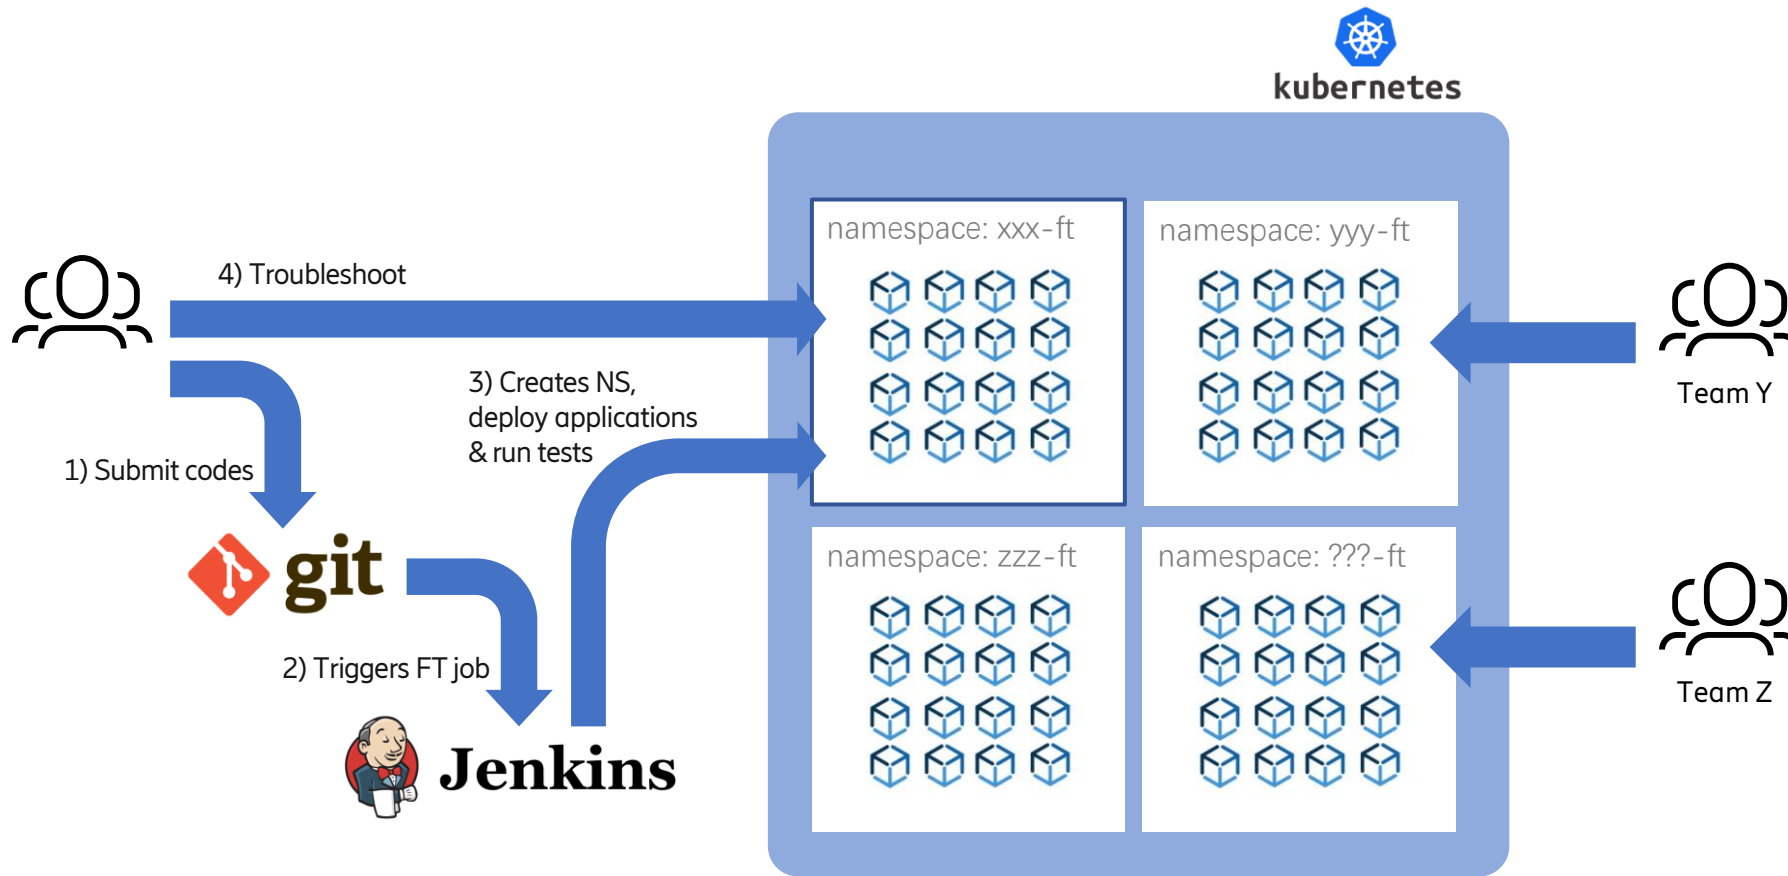 kubernetes
namespace: xxx-ft
namespace: yyy-ft
4) Troubleshoot
3) Creates NS,
deploy applications
& run tests
Team Y
1) Submit codes
git
namespace: zzz-ft
namespace: ???-ft
2) Triggers FT job
Team Z
Jenkins